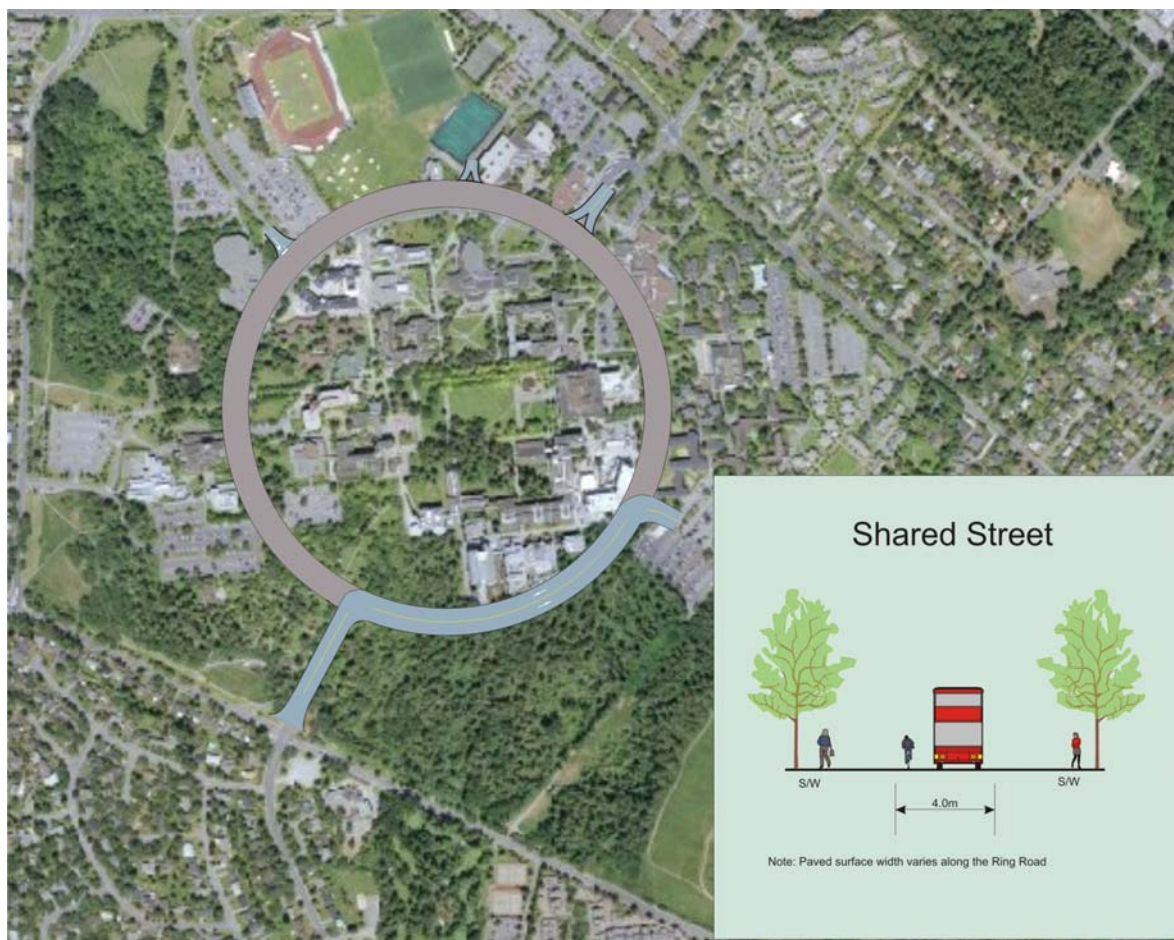 Shared Street
S/W
S/W
4.0m
Note: Paved surface width varies along the Ring Road